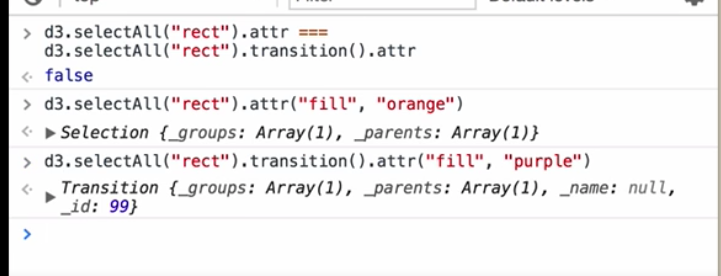 > d3.selectAll("rect").attr ===
d3.selectAll("rect").transition().attr
false
> d3.selectAll("rect").attr("fill", "orange")
Selection {_groups: Array(1), _parents: Array(1)}
> d3.selectAll("rect").transition().attr("fill", "purple")
Transition {_groups: Array(1), _parents: Array(1), _name: null,
_id: 99}
>